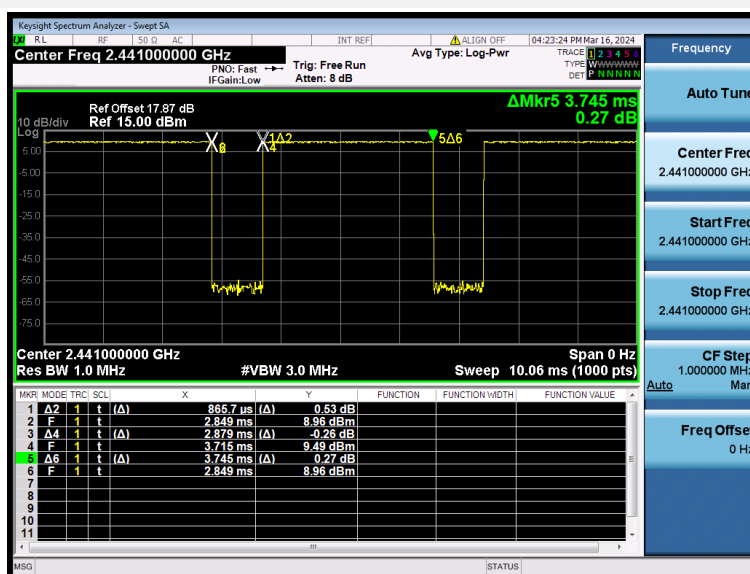 Keysight Spectrum Analyzer - Swept SA
LXI RL RF 50 Ω AC INT REF ALIGN OFF 04:23:24 PM Mar 16, 2024
Center Freq 2.441000000 GHz
PNO: Fast
IFGain:Low
Trig: Free Run
Atten: 8 dB
Avg Type: Log-Pwr
TRACE 1 2 3 4 5 6
TYPE WWWWWW
DET P N N N N N
Frequency
Auto Tune
Center Freq
2.441000000 GHz
Start Freq
2.441000000 GHz
Stop Freq
2.441000000 GHz
CF Step
1.000000 MHz
Auto Man
Freq Offset
0 Hz
ΔMkr5 3.745 ms
0.27 dB
Ref Offset 17.87 dB
10 dB/div Ref 15.00 dBm
Log
5.00
-5.00
-15.0
-25.0
-35.0
-45.0
-55.0
-65.0
-75.0
1Δ2
4
5Δ6
Center 2.441000000 GHz Span 0 Hz
Res BW 1.0 MHz #VBW 3.0 MHz Sweep 10.06 ms (1000 pts)
MKR MODE TRC SCL X Y FUNCTION FUNCTION WIDTH FUNCTION VALUE
1 Δ2 1 t (Δ) 865.7 µs (Δ) 0.53 dB
2 F 1 t 2.849 ms 8.96 dBm
3 Δ4 1 t (Δ) 2.879 ms (Δ) -0.26 dB
4 F 1 t 3.715 ms 9.49 dBm
5 Δ6 1 t (Δ) 3.745 ms (Δ) 0.27 dB
6 F 1 t 2.849 ms 8.96 dBm
7
8
9
10
11
MSG STATUS